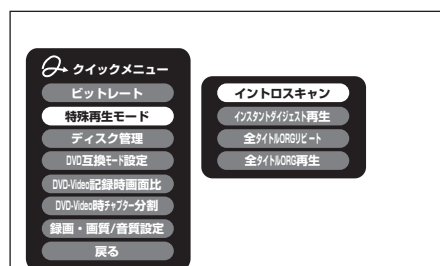 クイックメニュー
ビットレート
特殊再生モード
ディスク管理
DVD互換モード設定
DVD-Video記録時画面比
DVD-Video時チャプター分割
録画・画質/音質設定
戻る
イントロスキャン
インスタントダイジェスト再生
全タイトルORGリピート
全タイトルORG再生